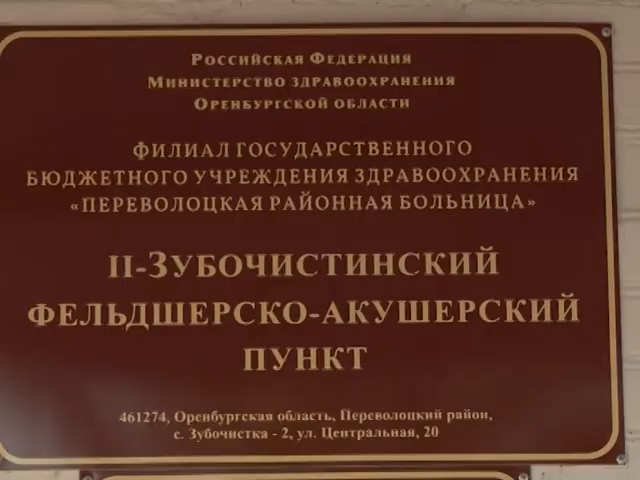 Российская Федерация
Министерство здравоохранения
Оренбургской области
ФИЛИАЛ ГОСУДАРСТВЕННОГО
БЮДЖЕТНОГО УЧРЕЖДЕНИЯ ЗДРАВООХРАНЕНИЯ
«ПЕРЕВОЛОЦКАЯ РАЙОННАЯ БОЛЬНИЦА»
II-ЗУБОЧИСТИНСКИЙ
ФЕЛЬДШЕРСКО-АКУШЕРСКИЙ
ПУНКТ
461274, Оренбургская область, Переволоцкий район,
с. Зубочистка - 2, ул. Центральная, 20